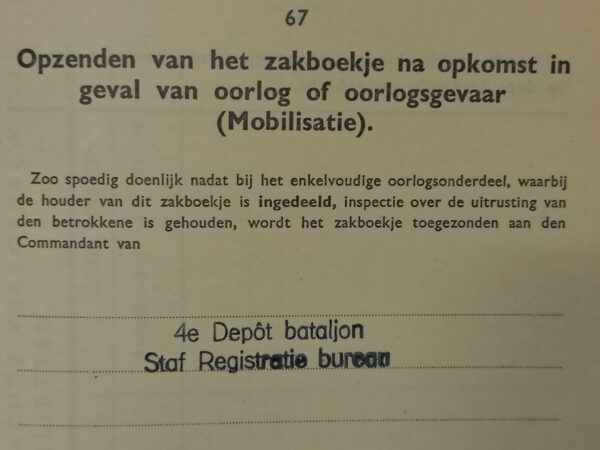 67
Opzenden van het zakboekje na opkomst in
geval van oorlog of oorlogsgevaar
(Mobilisatie).
Zoo spoedig doenlijk nadat bij het enkelvoudige oorlogsonderdeel, waarbij
de houder van dit zakboekje is ingedeeld, inspectie over de uitrusting van
den betrokkene is gehouden, wordt het zakboekje toegezonden aan den
Commandant van
4e Depôt bataljon
Staf Registratie bureau